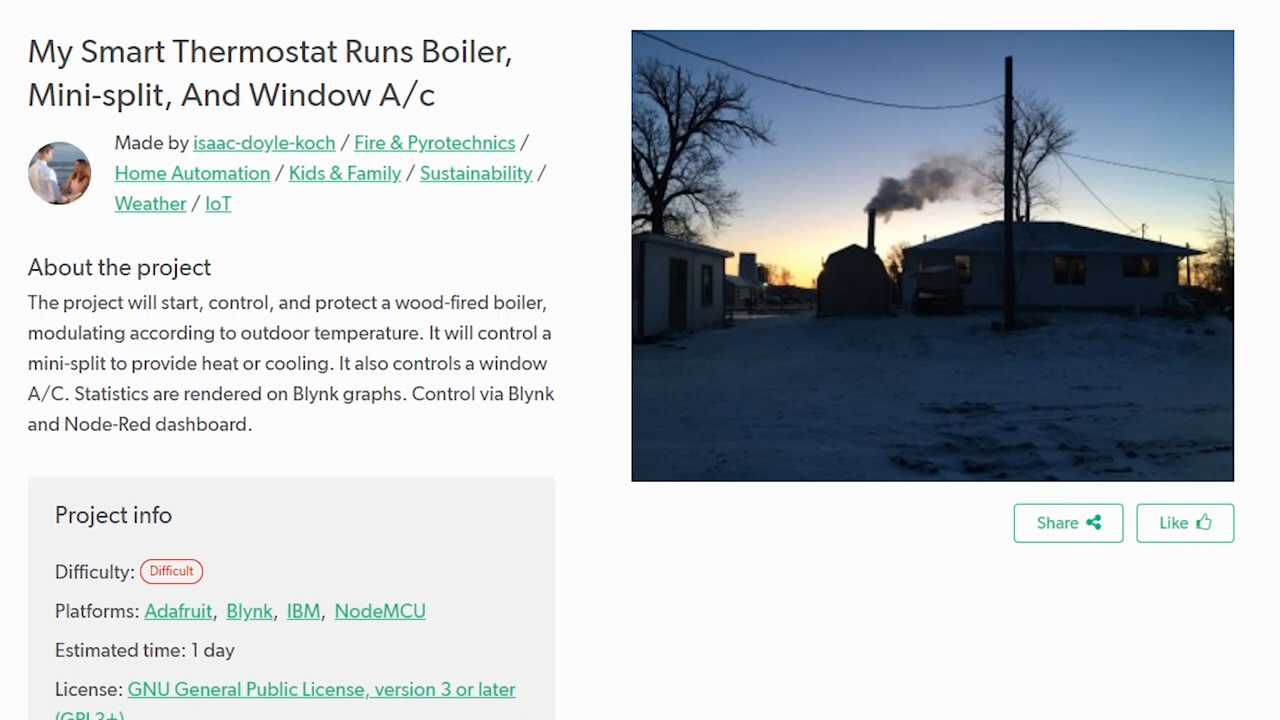 My Smart Thermostat Runs Boiler,
Mini-split, And Window A/c
Made by isaac-doyle-koch / Fire & Pyrotechnics /
Home Automation / Kids & Family / Sustainability /
Weather / IoT
About the project
The project will start, control, and protect a wood-fired boiler,
modulating according to outdoor temperature. It will control a
mini-split to provide heat or cooling. It also controls a window
A/C. Statistics are rendered on Blynk graphs. Control via Blynk
and Node-Red dashboard.
Project info
Difficulty: Difficult
Platforms: Adafruit, Blynk, IBM, NodeMCU
Estimated time: 1 day
License: GNU General Public License, version 3 or later
(GPL3+)
Share
Like